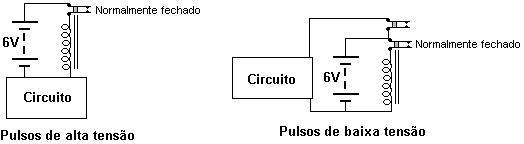 Normalmente fechado
6V
Circuito
Pulsos de alta tensão
Normalmente fechado
6V
Circuito
Pulsos de baixa tensão